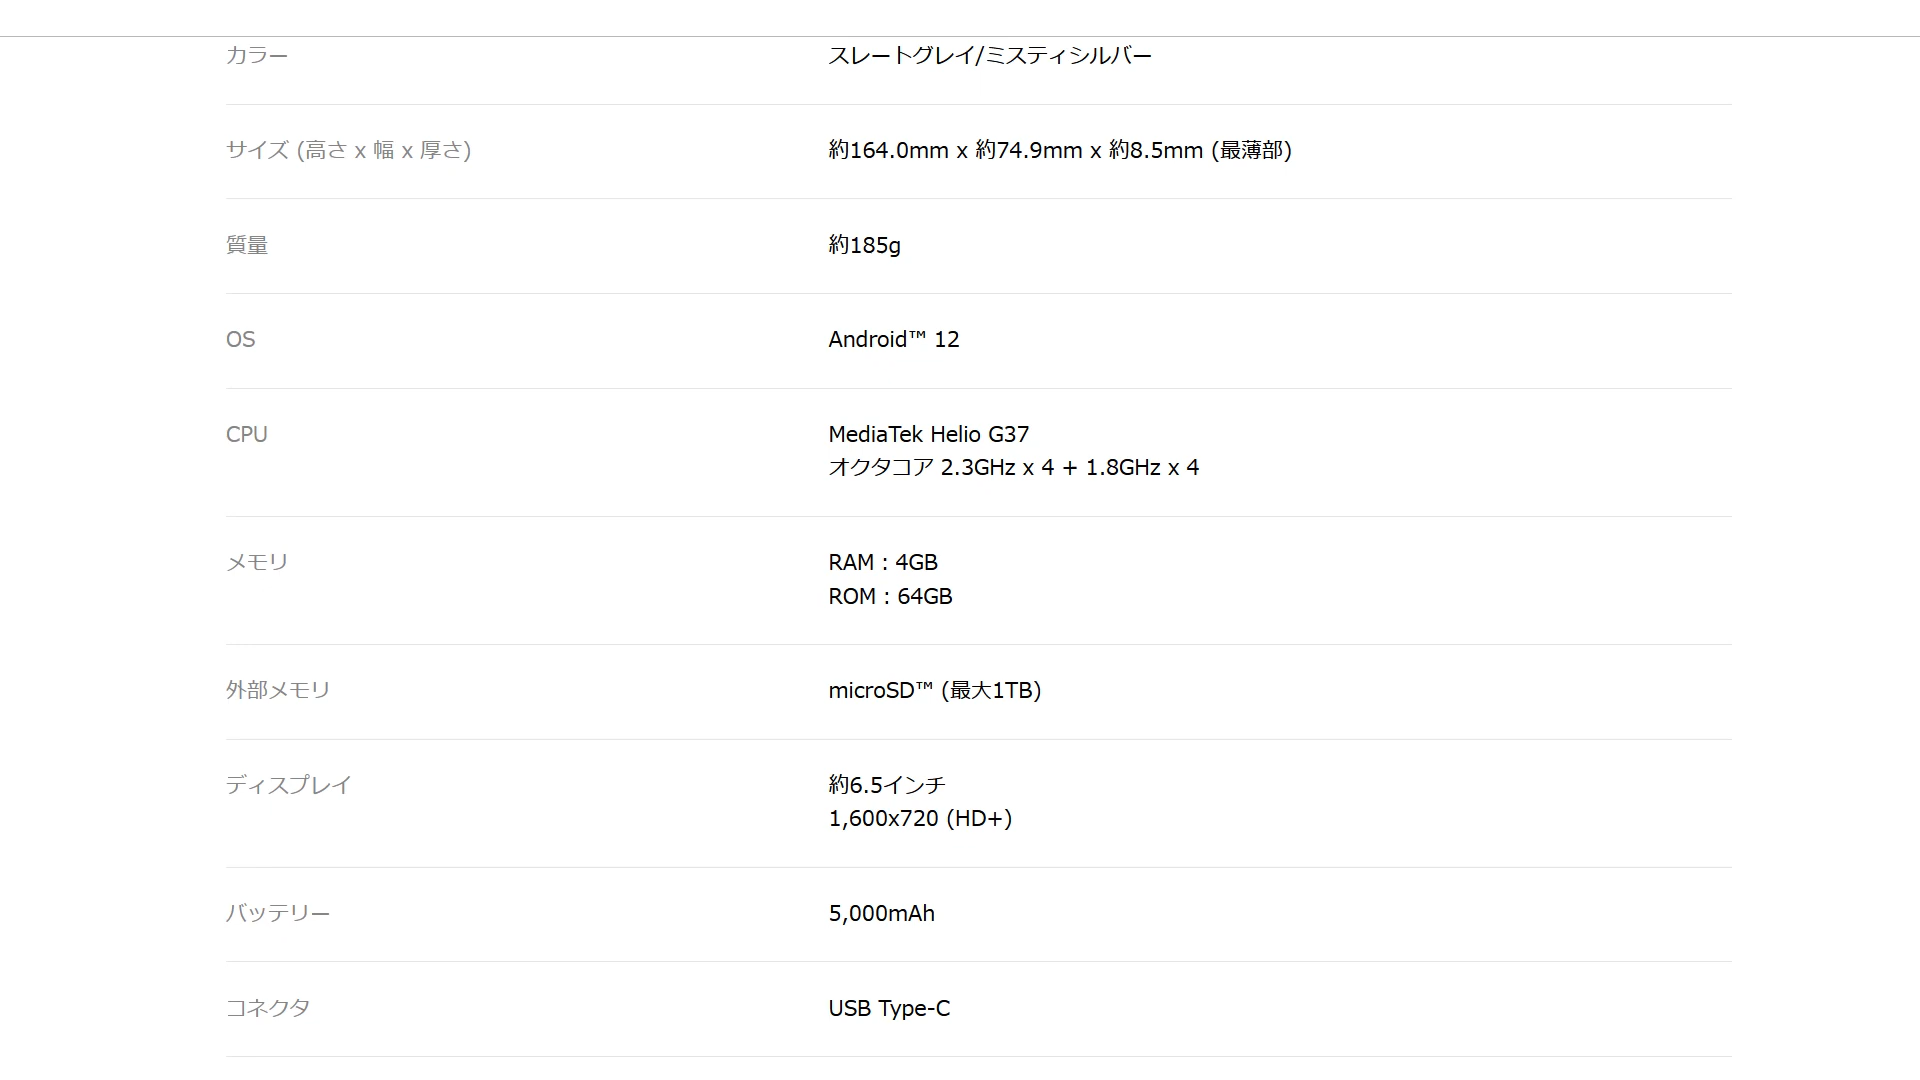 カラー スレートグレイ/ミスティシルバー
サイズ (高さ x 幅 x 厚さ) 約164.0mm x 約74.9mm x 約8.5mm (最薄部)
質量 約185g
OS Android™ 12
CPU MediaTek Helio G37
オクタコア 2.3GHz x 4 + 1.8GHz x 4
メモリ RAM : 4GB
ROM : 64GB
外部メモリ microSD™ (最大1TB)
ディスプレイ 約6.5インチ
1,600x720 (HD+)
バッテリー 5,000mAh
コネクタ USB Type-C